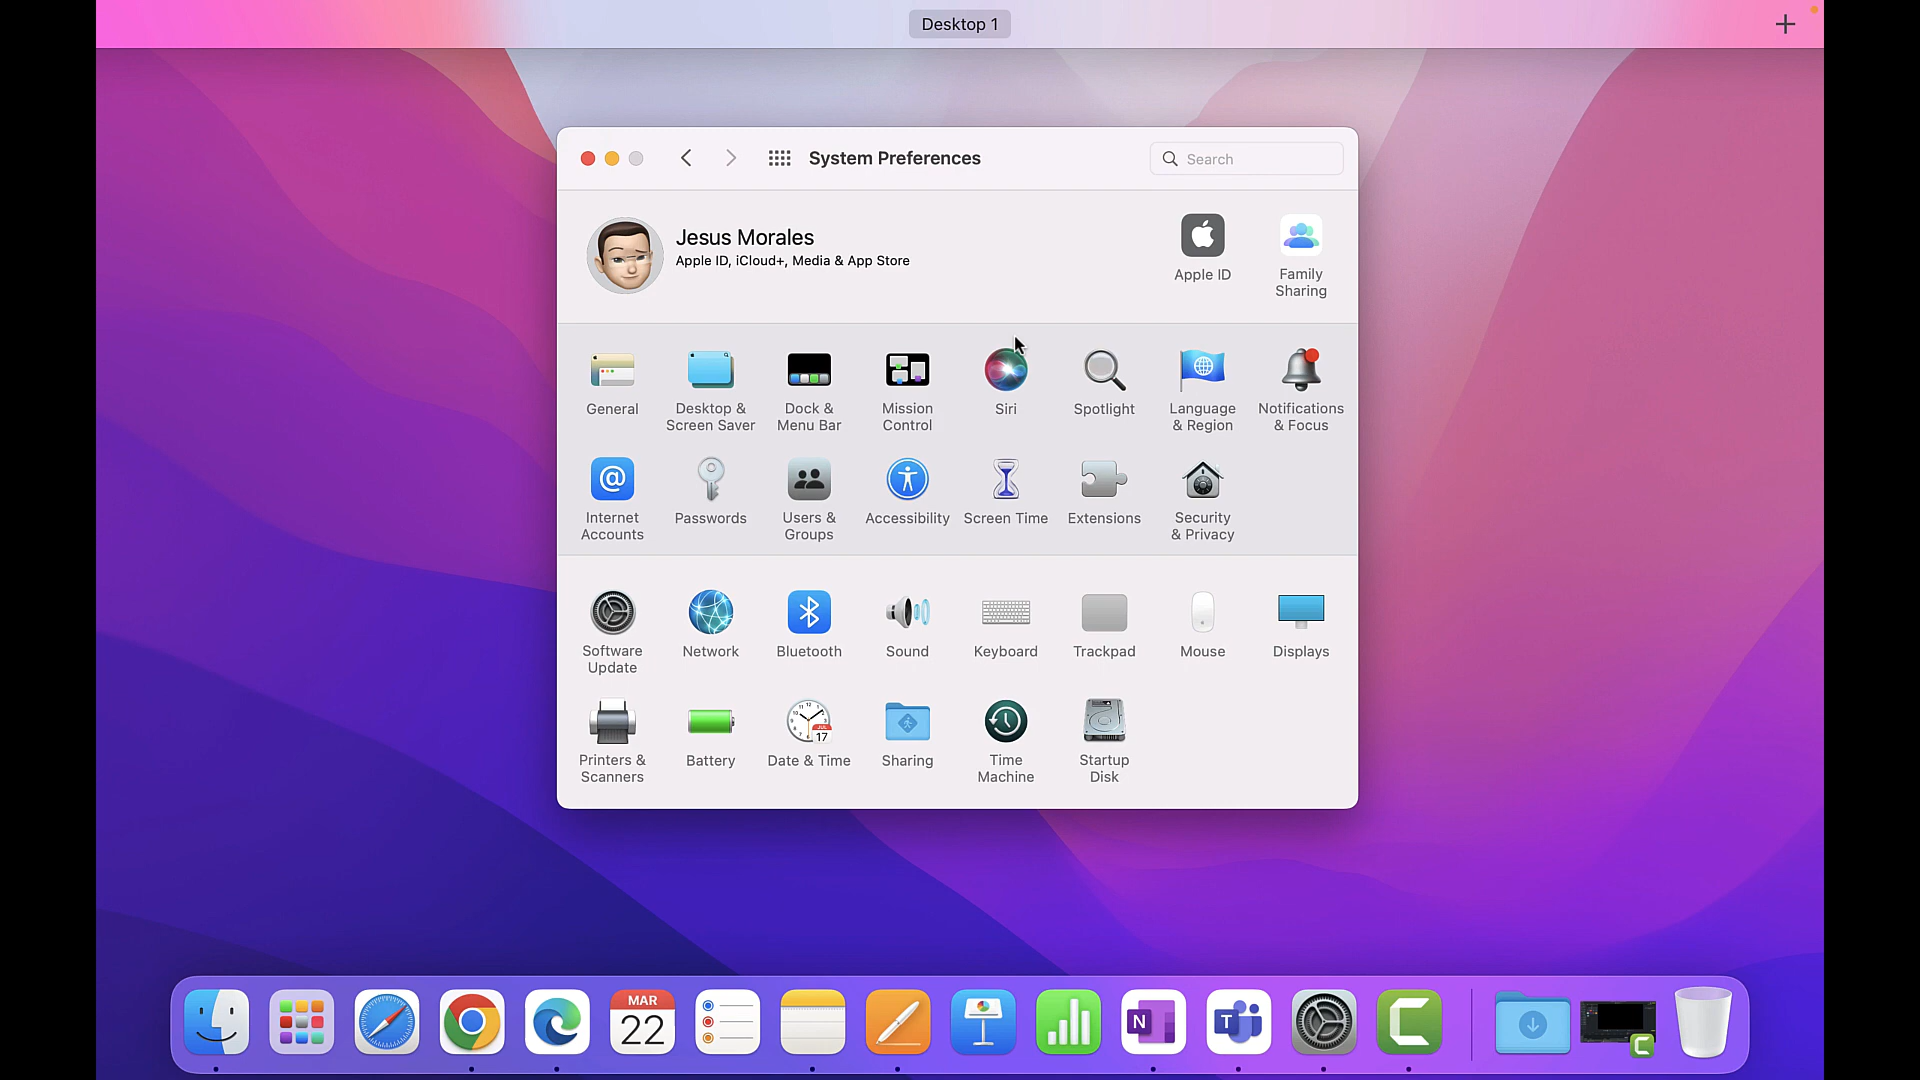 Desktop 1
System Preferences
Search
Jesus Morales
Apple ID, iCloud+, Media & App Store
Apple ID
Family
Sharing
General
Desktop &
Screen Saver
Dock &
Menu Bar
Mission
Control
Siri
Spotlight
Language
& Region
Notifications
& Focus
Internet
Accounts
Passwords
Users &
Groups
Accessibility
Screen Time
Extensions
Security
& Privacy
Software
Update
Network
Bluetooth
Sound
Keyboard
Trackpad
Mouse
Displays
Printers &
Scanners
Battery
Date & Time
Sharing
Time
Machine
Startup
Disk
17
MAR
22
N
T